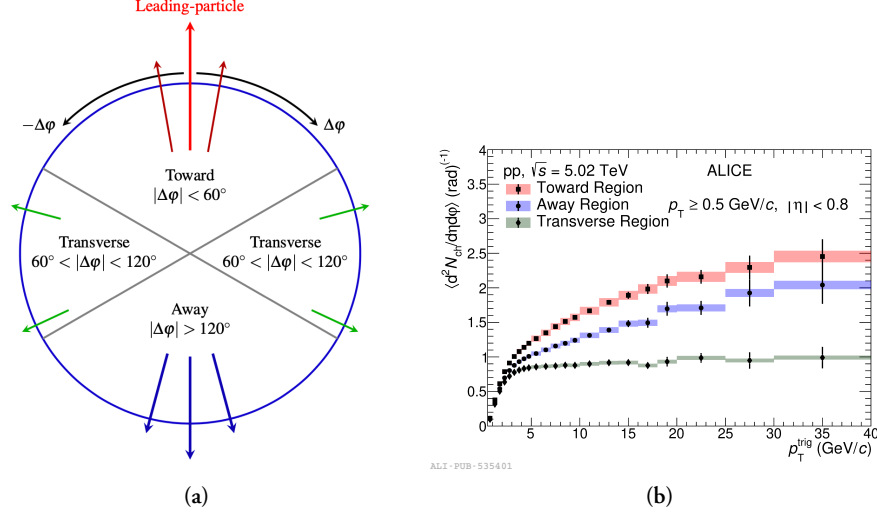 Leading-particle
−Δφ
Δφ
Toward
|Δφ| < 60°
Transverse
60° < |Δφ| < 120°
Transverse
60° < |Δφ| < 120°
Away
|Δφ| > 120°
(a)
⟨d²N_ch/dηdφ⟩ (rad)^(-1)
4
3.5
3
2.5
2
1.5
1
0.5
0
pp, √s = 5.02 TeV
ALICE
Toward Region
Away Region
Transverse Region
p_T ≥ 0.5 GeV/c, |η| < 0.8
5
10
15
20
25
30
35
40
p_T^trig (GeV/c)
ALI-PUB-535401
(b)